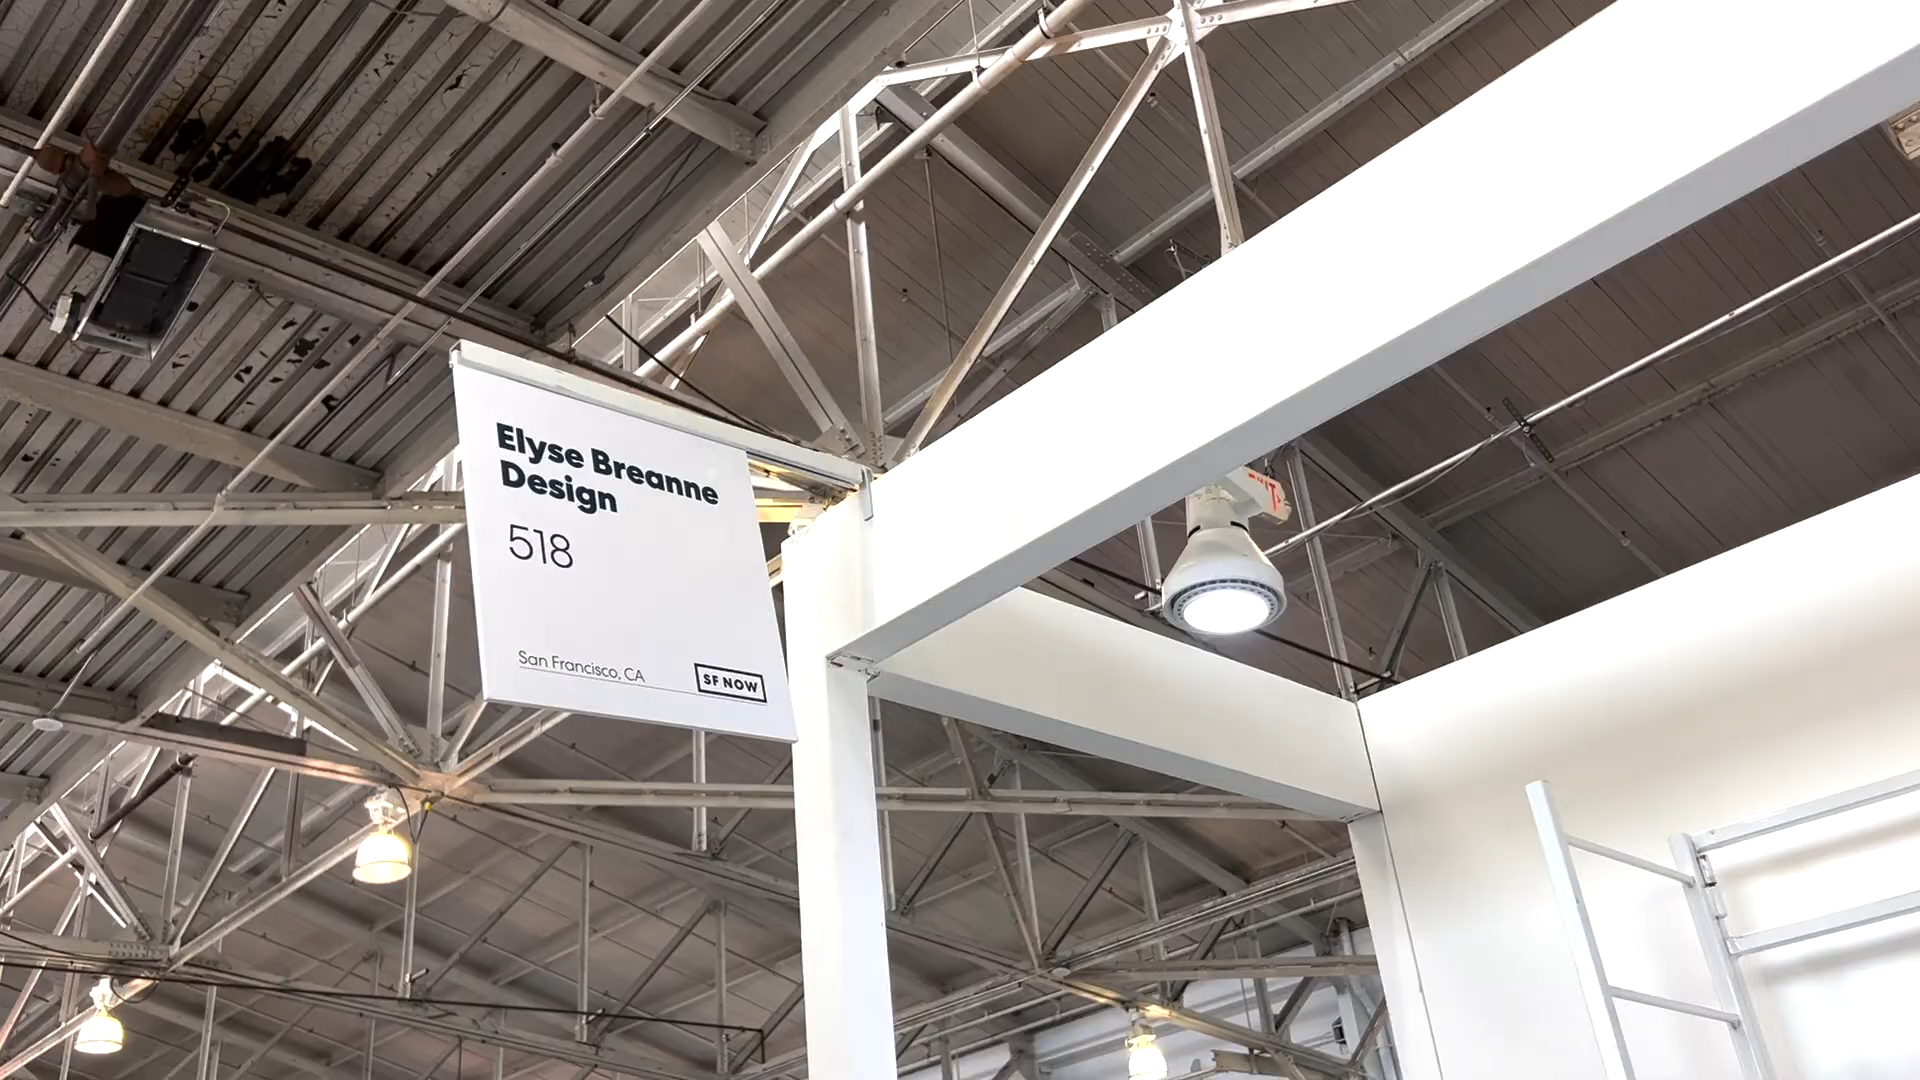 Elyse Breanne
Design
518
San Francisco, CA
SF NOW